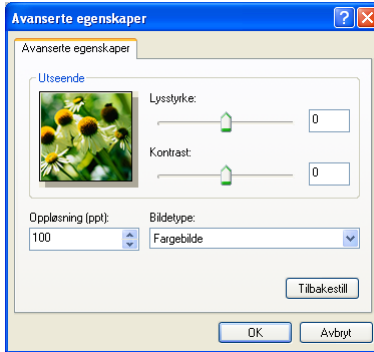 Avanserte egenskaper
Avanserte egenskaper
Utseende
Lysstyrke:
0
Kontrast:
0
Oppløsning (ppt): Bildetype:
100 Fargebilde
Tilbakestill
OK Avbryt